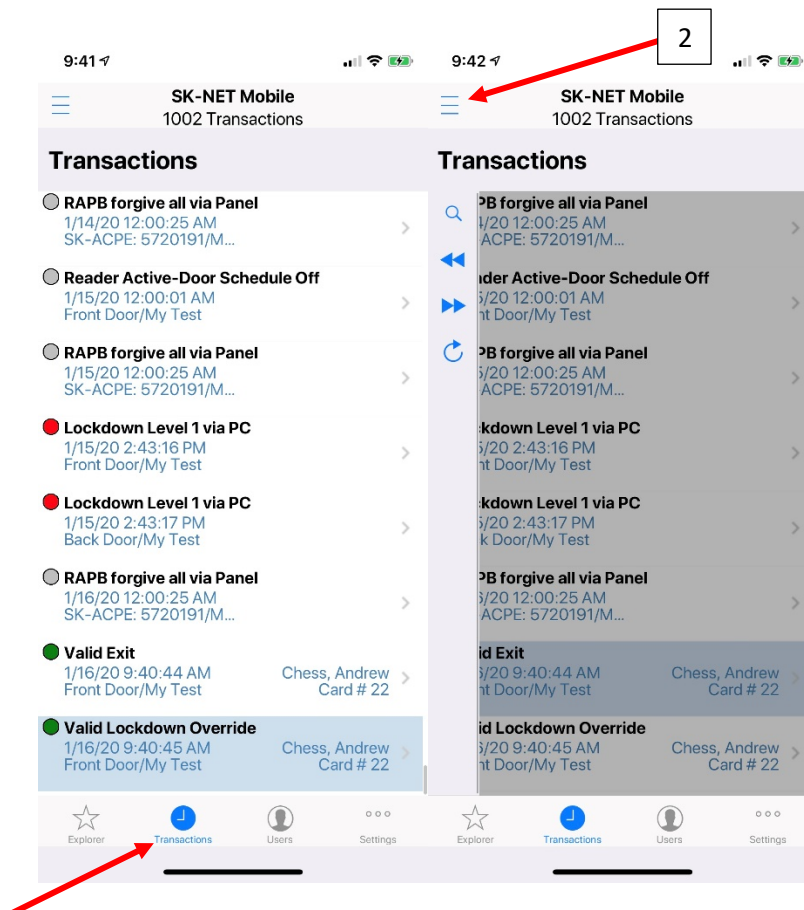 2
9:41
SK-NET Mobile
1002 Transactions
Transactions
RAPB forgive all via Panel
1/14/20 12:00:25 AM
SK-ACPE: 5720191/M...
Reader Active-Door Schedule Off
1/15/20 12:00:01 AM
Front Door/My Test
RAPB forgive all via Panel
1/15/20 12:00:25 AM
SK-ACPE: 5720191/M...
Lockdown Level 1 via PC
1/15/20 2:43:16 PM
Front Door/My Test
Lockdown Level 1 via PC
1/15/20 2:43:17 PM
Back Door/My Test
RAPB forgive all via Panel
1/16/20 12:00:25 AM
SK-ACPE: 5720191/M...
Valid Exit
1/16/20 9:40:44 AM Chess, Andrew
Front Door/My Test Card # 22
Valid Lockdown Override
1/16/20 9:40:45 AM Chess, Andrew
Front Door/My Test Card # 22
Explorer Transactions Users Settings
9:42
SK-NET Mobile
1002 Transactions
Transactions
PB forgive all via Panel
/20 12:00:25 AM
ACPE: 5720191/M...
der Active-Door Schedule Off
5/20 12:00:01 AM
nt Door/My Test
PB forgive all via Panel
5/20 12:00:25 AM
ACPE: 5720191/M...
kdown Level 1 via PC
5/20 2:43:16 PM
nt Door/My Test
kdown Level 1 via PC
5/20 2:43:17 PM
k Door/My Test
PB forgive all via Panel
6/20 12:00:25 AM
ACPE: 5720191/M...
id Exit
6/20 9:40:44 AM Chess, Andrew
nt Door/My Test Card # 22
id Lockdown Override
6/20 9:40:45 AM Chess, Andrew
nt Door/My Test Card # 22
Explorer Transactions Users Settings